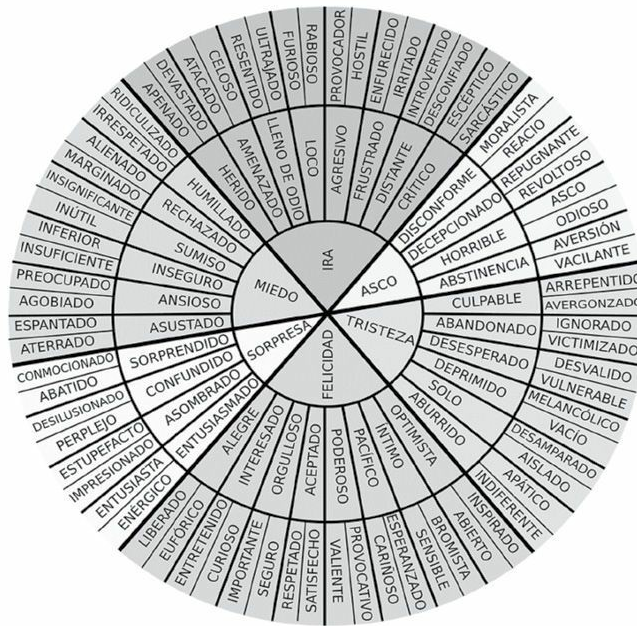 IRA
ASCO
TRISTEZA
FELICIDAD
SORPRESA
MIEDO
HERIDO
AMENAZADO
LLENO DE ODIO
LOCO
AGRESIVO
FRUSTRADO
DISTANTE
CRÍTICO
DISCONFORME
DECEPCIONADO
HORRIBLE
ABSTINENCIA
CULPABLE
ABANDONADO
DESESPERADO
DEPRIMIDO
SOLO
ABURRIDO
OPTIMISTA
ÍNTIMO
PACÍFICO
PODEROSO
ACEPTADO
ORGULLOSO
INTERESADO
ALEGRE
ENTUSIASMADO
ASOMBRADO
CONFUNDIDO
SORPRENDIDO
ASUSTADO
ANSIOSO
INSEGURO
SUMISO
RECHAZADO
HUMILLADO
APENADO
DEVASTADO
ATACADO
CELOSO
RESENTIDO
ULTRAJADO
FURIOSO
RABIOSO
PROVOCADOR
HOSTIL
ENFURECIDO
IRRITADO
INTROVERTIDO
DESCONFIADO
ESCÉPTICO
SARCÁSTICO
MORALISTA
REACIO
REPUGNANTE
REVOLTOSO
ASCO
ODIOSO
AVERSIÓN
VACILANTE
ARREPENTIDO
AVERGONZADO
IGNORADO
VICTIMIZADO
DESVALIDO
VULNERABLE
MELANCÓLICO
VACÍO
DESAMPARADO
AISLADO
APÁTICO
INDIFERENTE
INSPIRADO
ABIERTO
BROMISTA
SENSIBLE
ESPERANZADO
CARIÑOSO
PROVOCATIVO
VALIENTE
SATISFECHO
RESPETADO
SEGURO
IMPORTANTE
CURIOSO
ENTRETENIDO
EUFÓRICO
LIBERADO
ENÉRGICO
ENTUSIASTA
IMPRESIONADO
ESTUPEFACTO
PERPLEJO
DESILUSIONADO
ABATIDO
CONMOCIONADO
ATERRADO
ESPANTADO
AGOBIADO
PREOCUPADO
INSUFICIENTE
INFERIOR
INÚTIL
INSIGNIFICANTE
MARGINADO
ALIENADO
IRRESPETADO
RIDICULIZADO